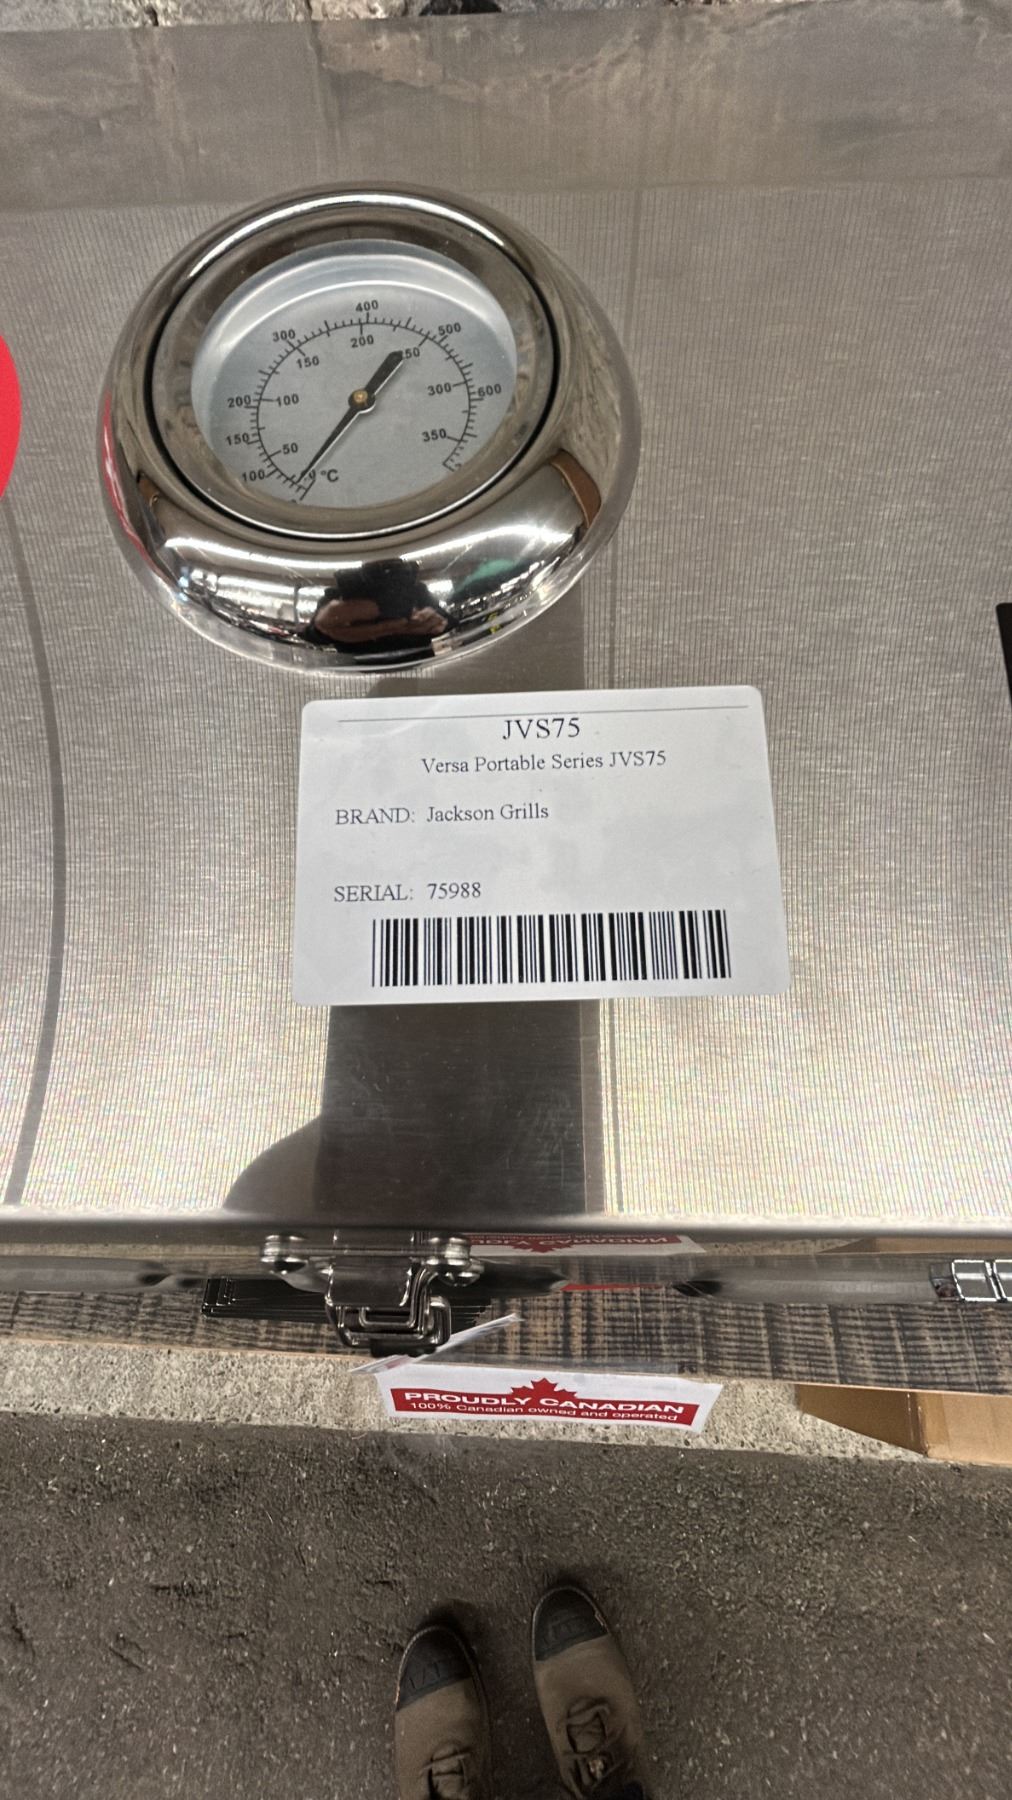 400
300
500
200
150
250
200
100
300
600
150
50
350
100
0
°C
JVS75
Versa Portable Series JVS75
BRAND: Jackson Grills
SERIAL: 75988
PROUDLY CANADIAN
100% Canadian owned and operated